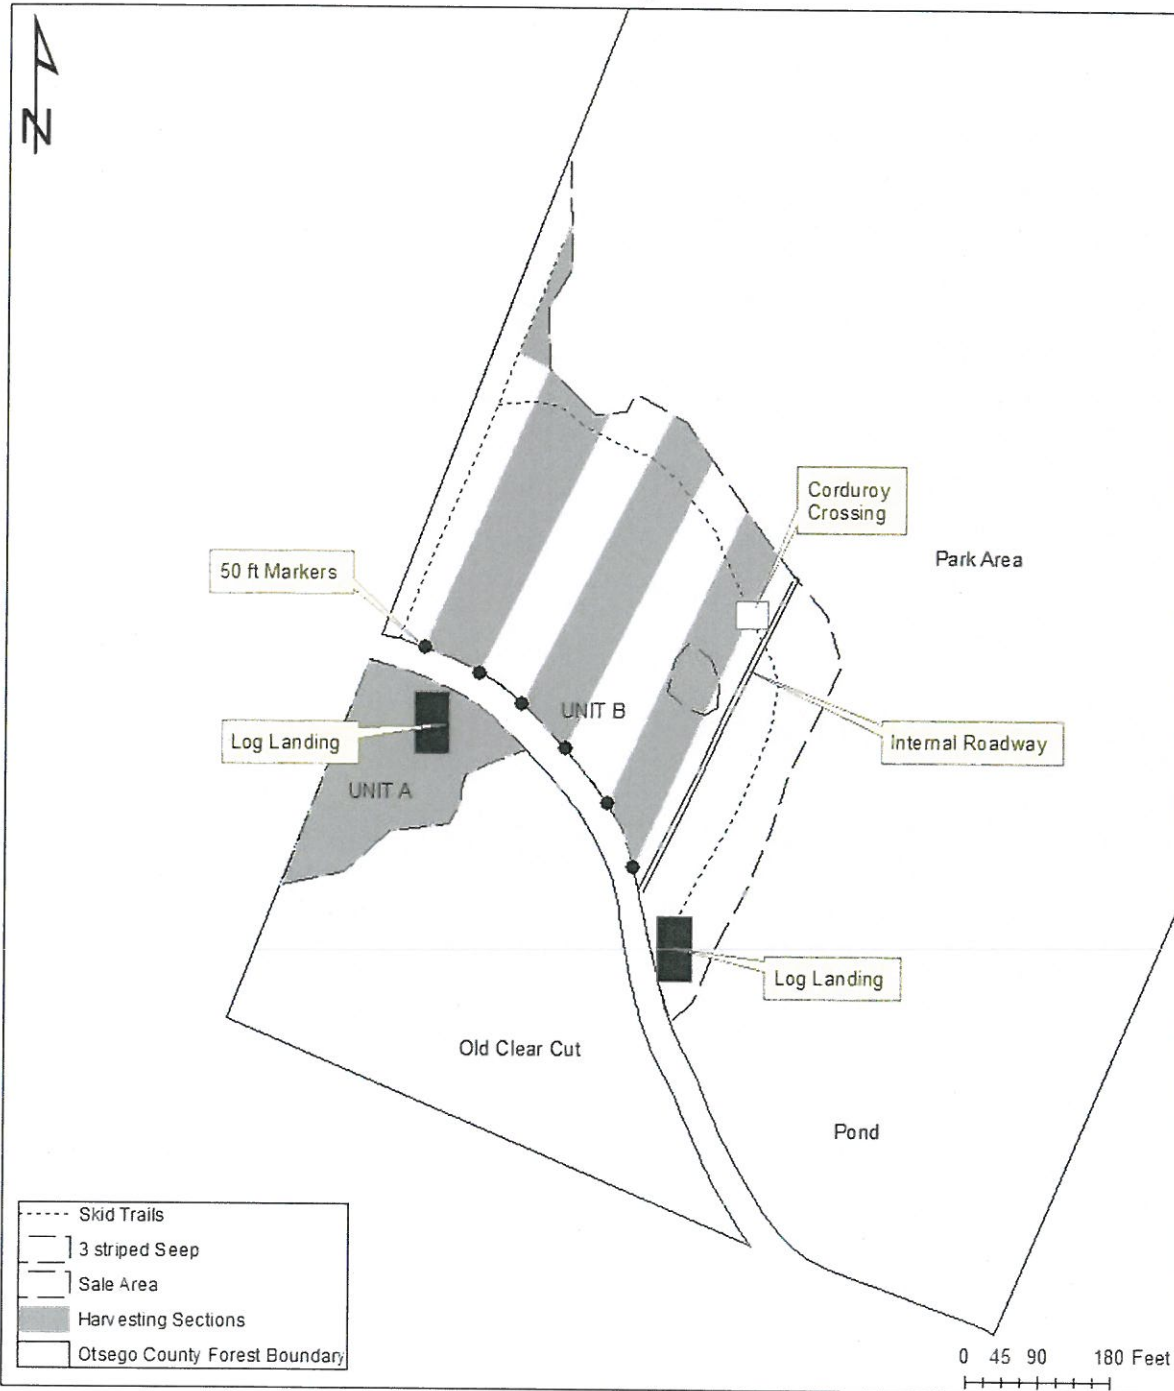 N
Corduroy
Crossing
Park Area
50 ft Markers
UNIT B
Log Landing
Internal Roadway
UNIT A
Log Landing
Old Clear Cut
Pond
Skid Trails
3 striped Seep
Sale Area
Harvesting Sections
Otsego County Forest Boundary
0 45 90 180 Feet